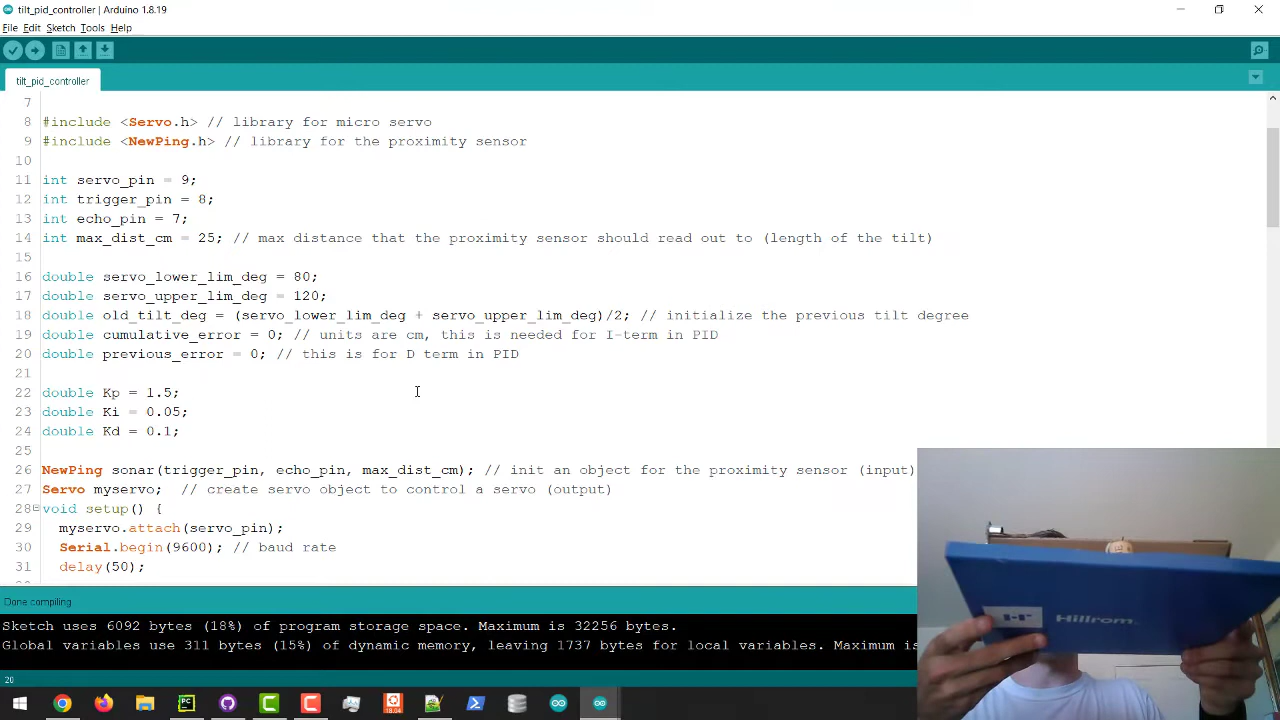 tilt_pid_controller | Arduino 1.8.19
File Edit Sketch Tools Help
tilt_pid_controller
7
8 #include <Servo.h> // library for micro servo
9 #include <NewPing.h> // library for the proximity sensor
10
11 int servo_pin = 9;
12 int trigger_pin = 8;
13 int echo_pin = 7;
14 int max_dist_cm = 25; // max distance that the proximity sensor should read out to (length of the tilt)
15
16 double servo_lower_lim_deg = 80;
17 double servo_upper_lim_deg = 120;
18 double old_tilt_deg = (servo_lower_lim_deg + servo_upper_lim_deg)/2; // initialize the previous tilt degree
19 double cumulative_error = 0; // units are cm, this is needed for I-term in PID
20 double previous_error = 0; // this is for D term in PID
21
22 double Kp = 1.5;
23 double Ki = 0.05;
24 double Kd = 0.1;
25
26 NewPing sonar(trigger_pin, echo_pin, max_dist_cm); // init an object for the proximity sensor (input)
27 Servo myservo; // create servo object to control a servo (output)
28 void setup() {
29 myservo.attach(servo_pin);
30 Serial.begin(9600); // baud rate
31 delay(50);
Hillrom
Done compiling
Sketch uses 6092 bytes (18%) of program storage space. Maximum is 32256 bytes.
Global variables use 311 bytes (15%) of dynamic memory, leaving 1737 bytes for local variables. Maximum is
20
PC
18.04